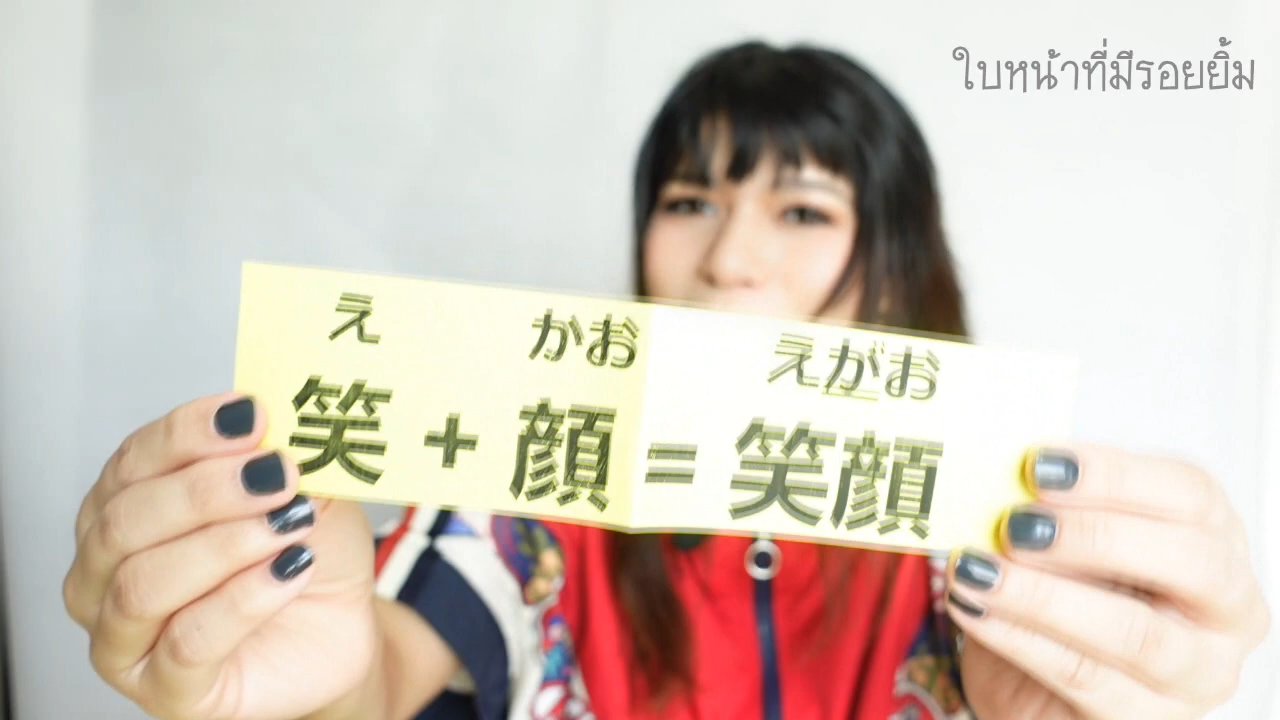 ใบหน้าที่มีรอยยิ้ม
え かお えがお
笑 + 顔 = 笑顔